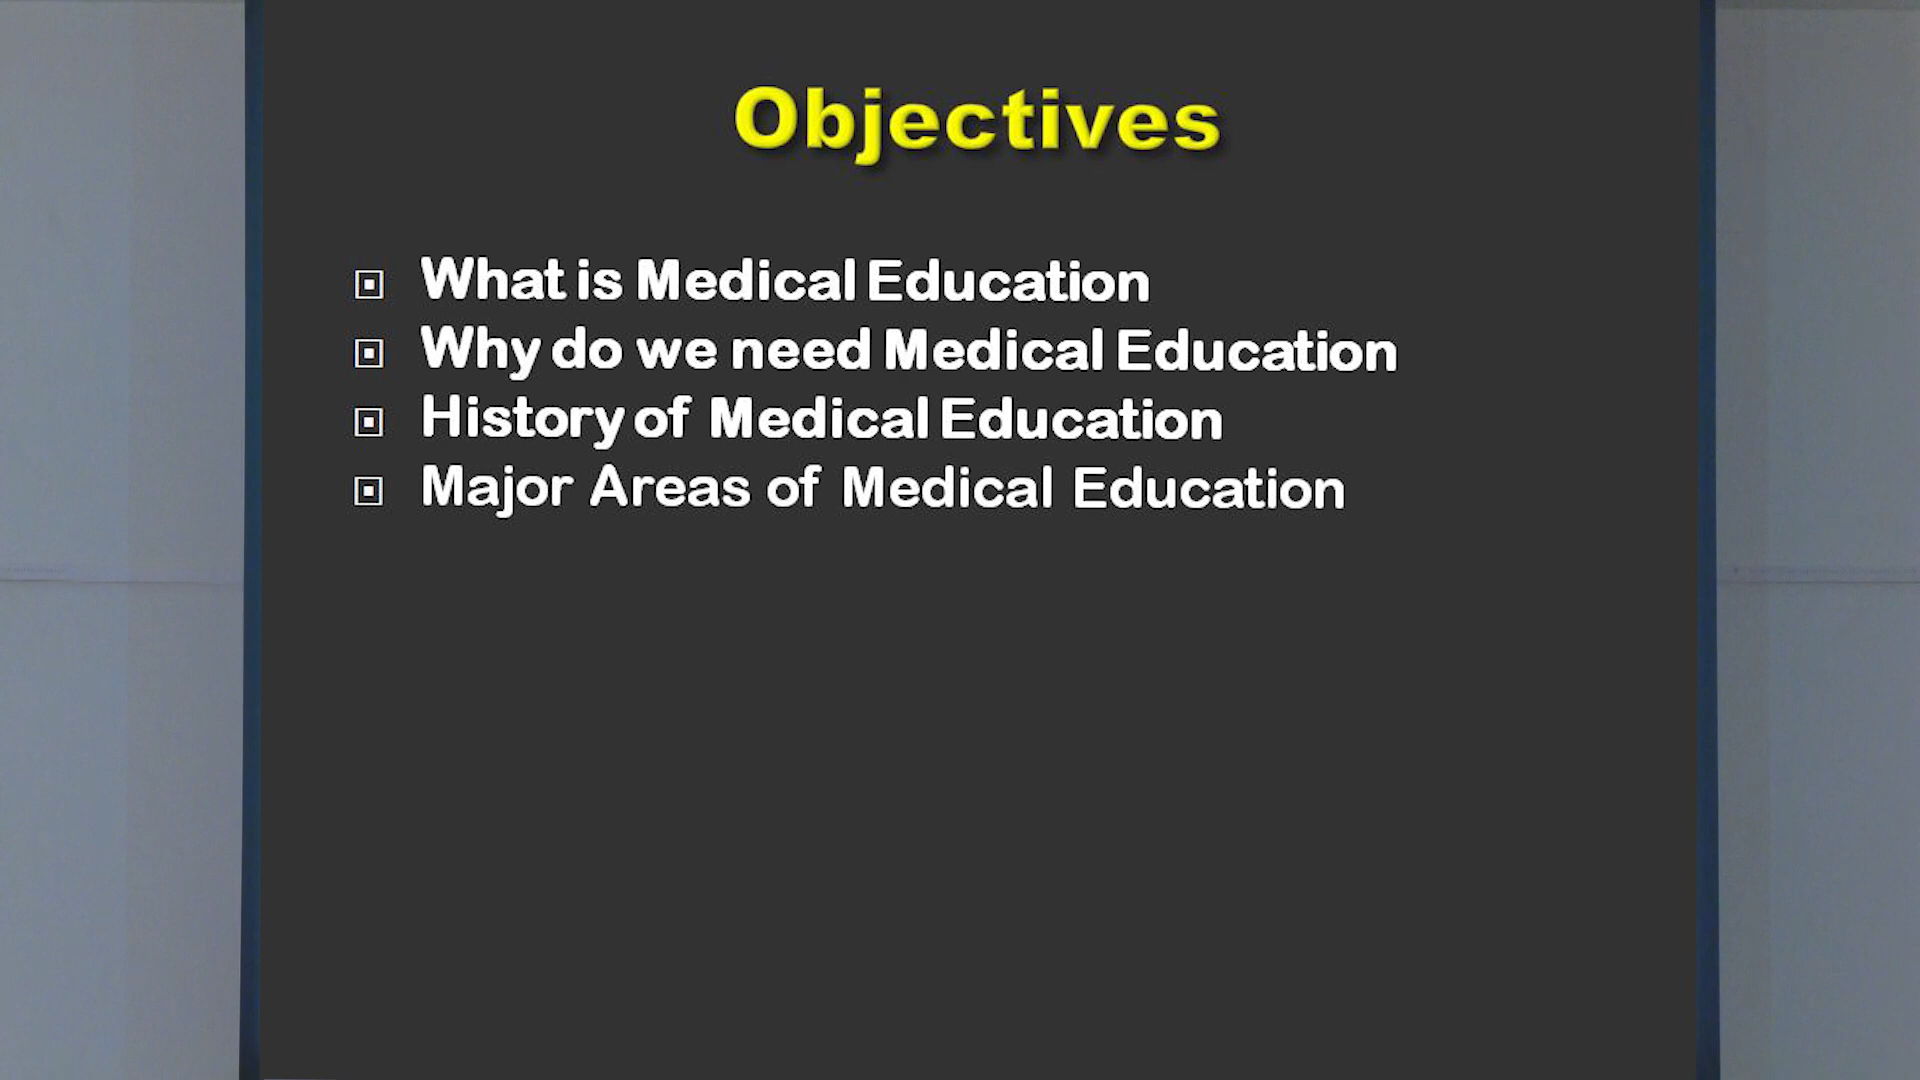 Objectives
What is Medical Education
Why do we need Medical Education
History of Medical Education
Major Areas of Medical Education